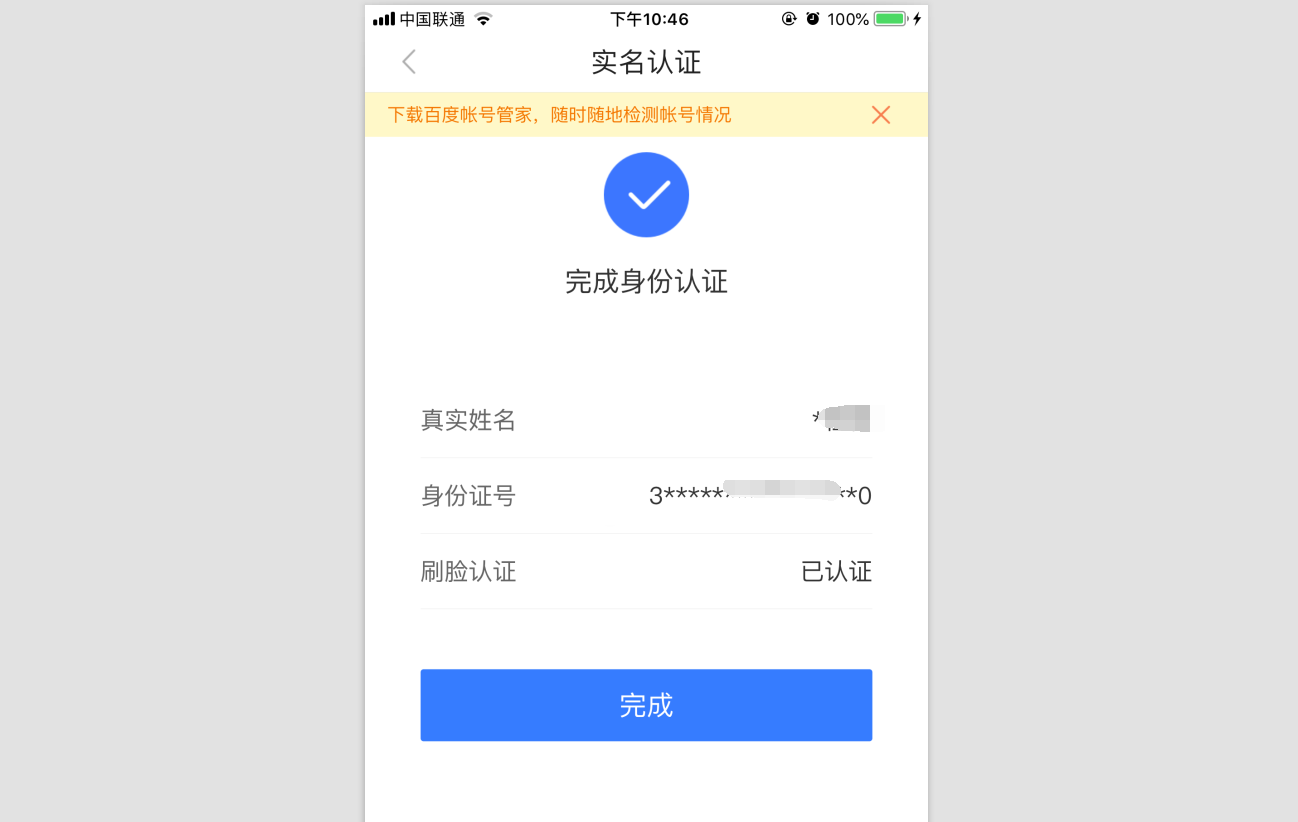 中国联通 下午10:46 100%
实名认证
下载百度帐号管家，随时随地检测帐号情况
完成身份认证
真实姓名 *
身份证号 3***** **0
刷脸认证 已认证
完成